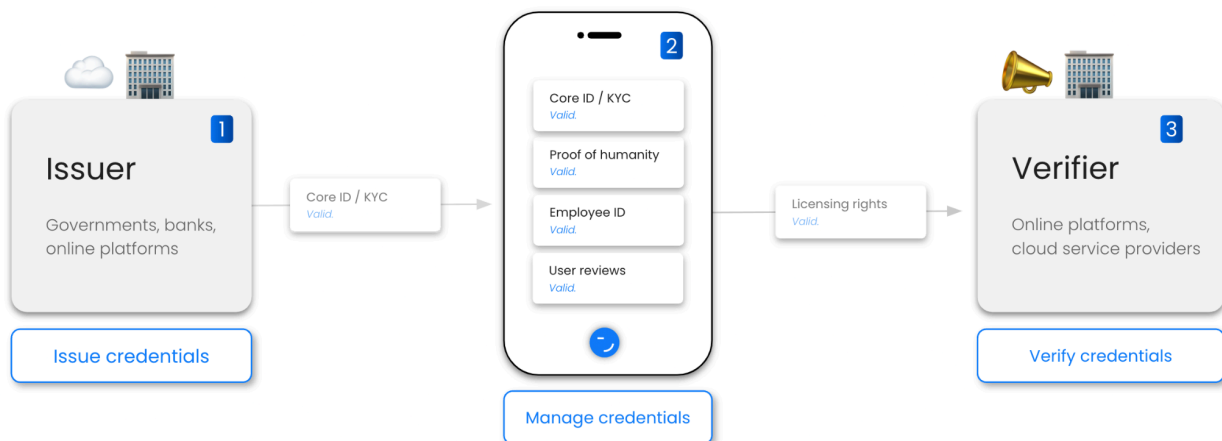 1
Issuer
Governments, banks,
online platforms
Issue credentials
Core ID / KYC
Valid.
2
Core ID / KYC
Valid.
Proof of humanity
Valid.
Employee ID
Valid.
User reviews
Valid.
Manage credentials
Licensing rights
Valid.
3
Verifier
Online platforms,
cloud service providers
Verify credentials